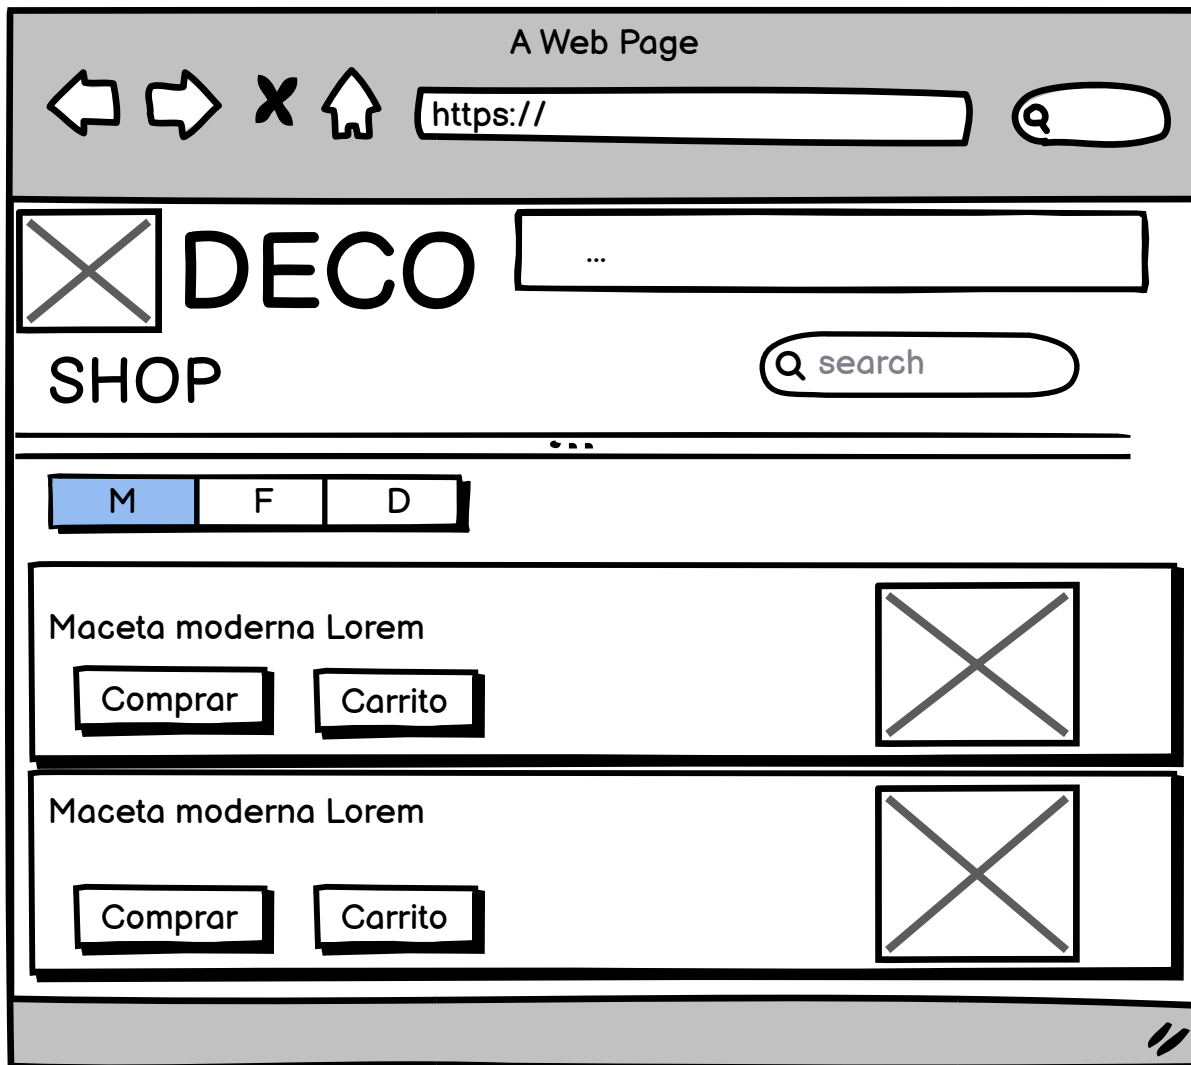 A Web Page
https://
DECO
...
SHOP
search
M F D
Maceta moderna Lorem
Comprar Carrito
Maceta moderna Lorem
Comprar Carrito